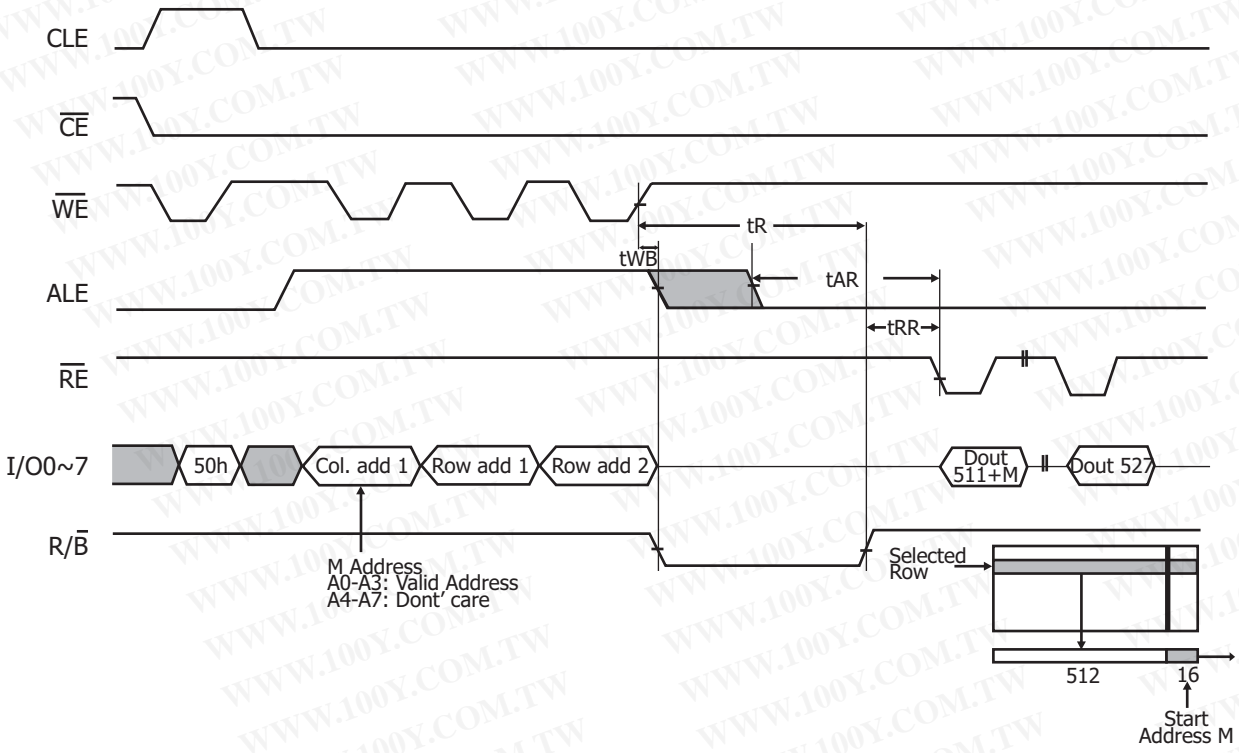 CLE
CE
WE
tR
tWB
ALE
tAR
tRR
RE
I/O0~7
50h
Col. add 1
Row add 1
Row add 2
Dout
511+M
Dout 527
R/B
M Address
A0-A3: Valid Address
A4-A7: Dont' care
Selected
Row
512
16
Start
Address M
WWW.100Y.COM.TW